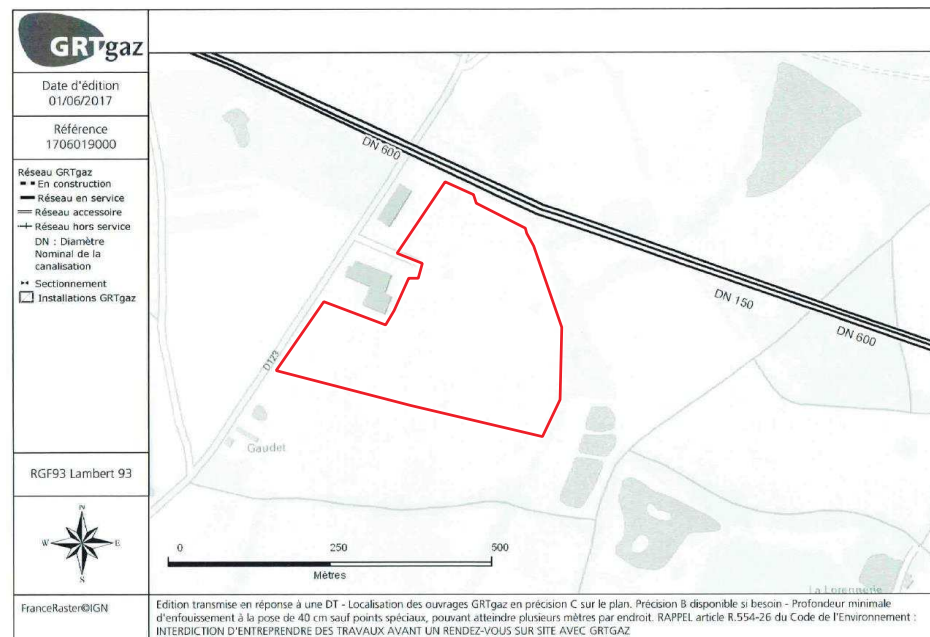 GRTgaz
Date d'édition
01/06/2017
Référence
1706019000
Réseau GRTgaz
En construction
Réseau en service
Réseau accessoire
Réseau hors service
DN : Diamètre
Nominal de la
canalisation
Sectionnement
Installations GRTgaz
RGF93 Lambert 93
N
W
E
S
FranceRaster©IGN
DN 600
DN 150
DN 600
D123
Gaudet
La Lorennerie
0
250
500
Mètres
Edition transmise en réponse à une DT - Localisation des ouvrages GRTgaz en précision C sur le plan. Précision B disponible si besoin - Profondeur minimale
d'enfouissement à la pose de 40 cm sauf points spéciaux, pouvant atteindre plusieurs mètres par endroit. RAPPEL article R.554-26 du Code de l'Environnement :
INTERDICTION D'ENTREPRENDRE DES TRAVAUX AVANT UN RENDEZ-VOUS SUR SITE AVEC GRTGAZ